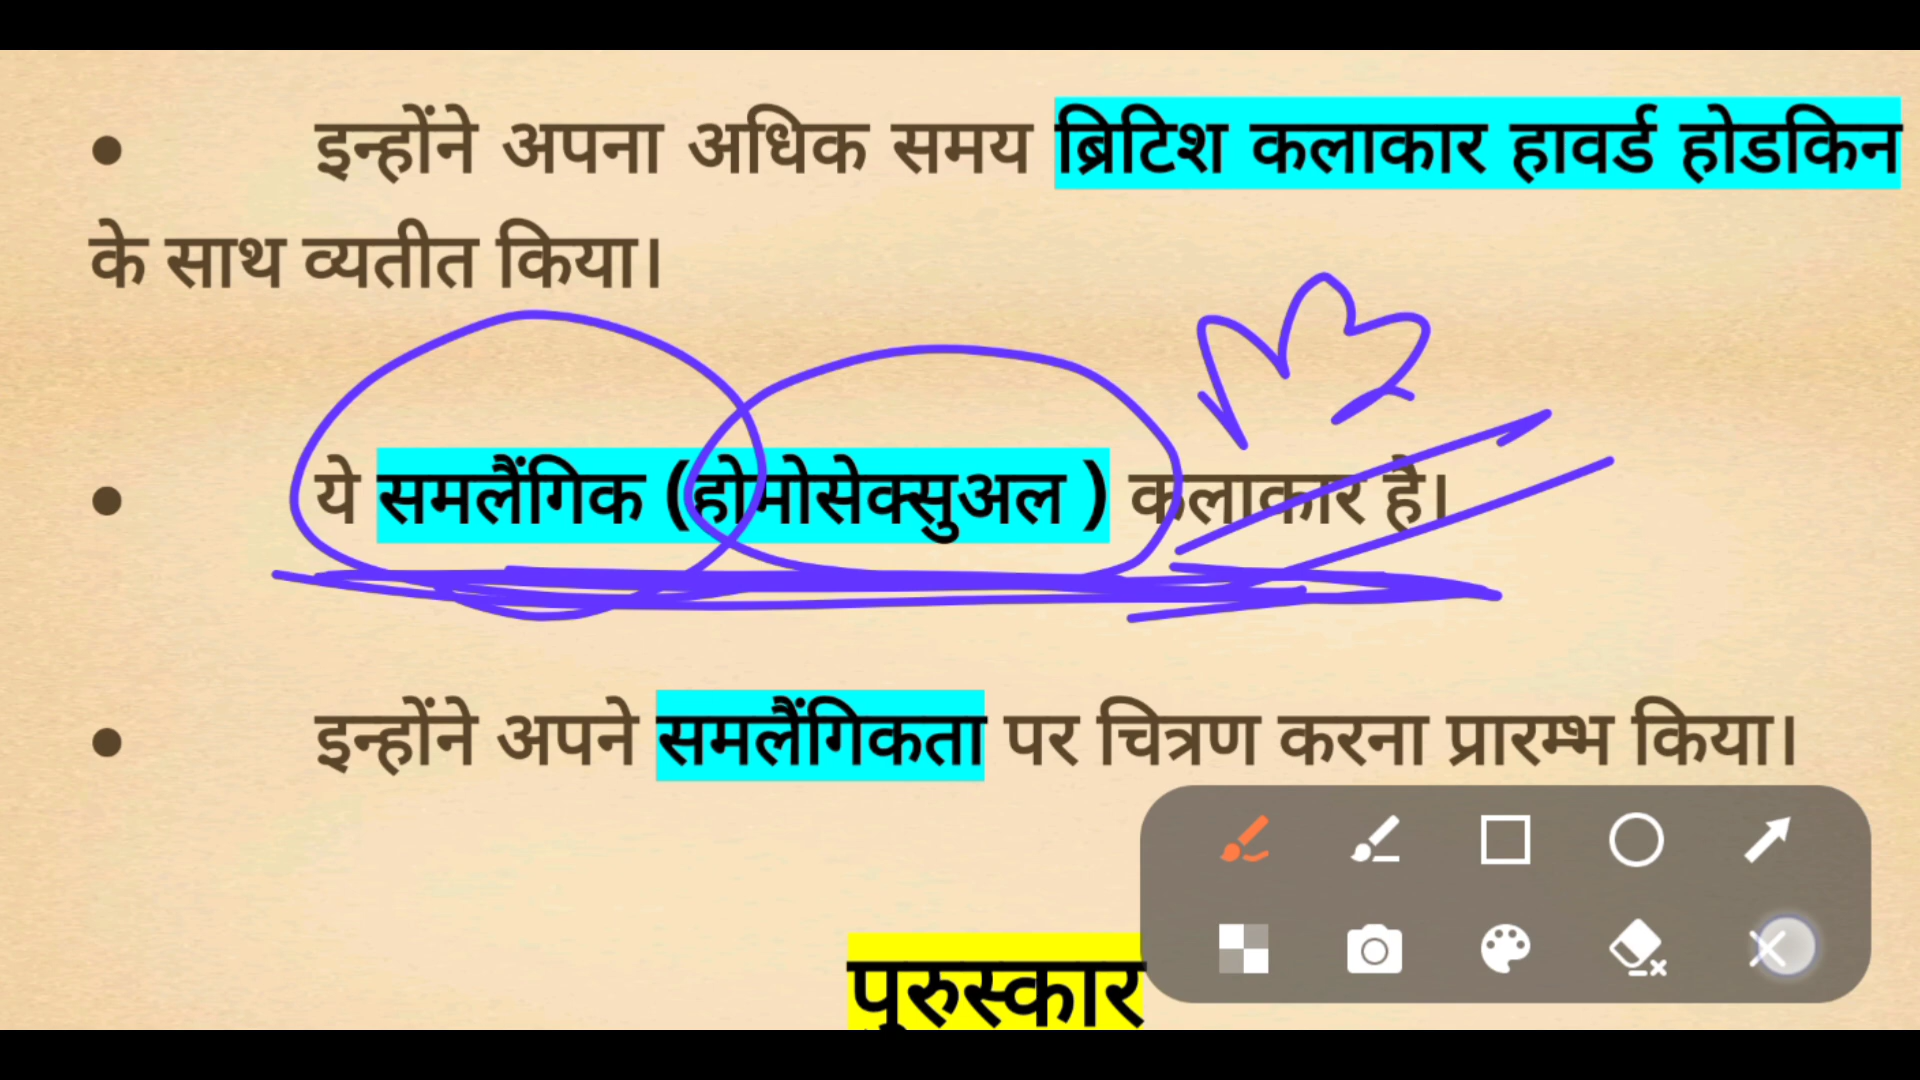 • इन्होंने अपना अधिक समय ब्रिटिश कलाकार हावर्ड होडकिन
के साथ व्यतीत किया।
• ये समलैंगिक (होमोसेक्सुअल ) कलाकार है।
• इन्होंने अपने समलैंगिकता पर चित्रण करना प्रारम्भ किया।
पुरुस्कार